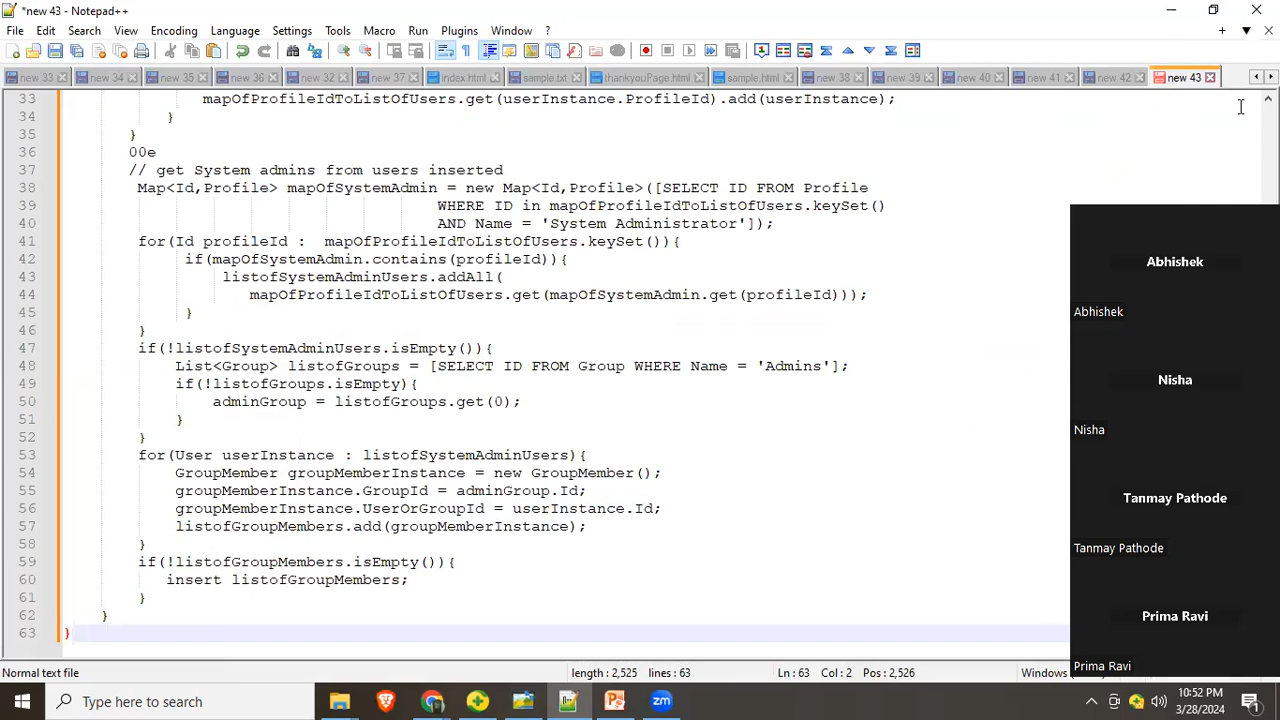 *new 43 - Notepad++
File Edit Search View Encoding Language Settings Tools Macro Run Plugins Window ?
new 33 new 34 new 35 new 36 new 32 new 37 sample.txt thankyouPage.html sample.html new 38 new 39 new 40 new 41 new 42 new 43
33 mapOfProfileIdToListOfUsers.get(userInstance.ProfileId).add(userInstance);
34 }
35 }
36 00e
37 // get System admins from users inserted
38 Map<Id,Profile> mapOfSystemAdmin = new Map<Id,Profile>([SELECT ID FROM Profile
39 WHERE ID in mapOfProfileIdToListOfUsers.keySet()
40 AND Name = 'System Administrator']);
41 for(Id profileId : mapOfProfileIdToListOfUsers.keySet()){
42 if(mapOfSystemAdmin.contains(profileId)){
43 listofSystemAdminUsers.addAll(
44 mapOfProfileIdToListOfUsers.get(mapOfSystemAdmin.get(profileId)));
45 }
46 }
47 if(!listofSystemAdminUsers.isEmpty()){
48 List<Group> listofGroups = [SELECT ID FROM Group WHERE Name = 'Admins'];
49 if(!listofGroups.isEmpty){
50 adminGroup = listofGroups.get(0);
51 }
52 }
53 for(User userInstance : listofSystemAdminUsers){
54 GroupMember groupMemberInstance = new GroupMember();
55 groupMemberInstance.GroupId = adminGroup.Id;
56 groupMemberInstance.UserOrGroupId = userInstance.Id;
57 listofGroupMembers.add(groupMemberInstance);
58 }
59 if(!listofGroupMembers.isEmpty()){
60 insert listofGroupMembers;
61 }
62 }
63 }
Abhishek
Abhishek
Nisha
Nisha
Tanmay Pathode
Tanmay Pathode
Prima Ravi
Prima Ravi
Normal text file length : 2,525 lines : 63 Ln : 63 Col : 2 Pos : 2,526 Windows (
Type here to search
zm
10:52 PM
3/28/2024
1